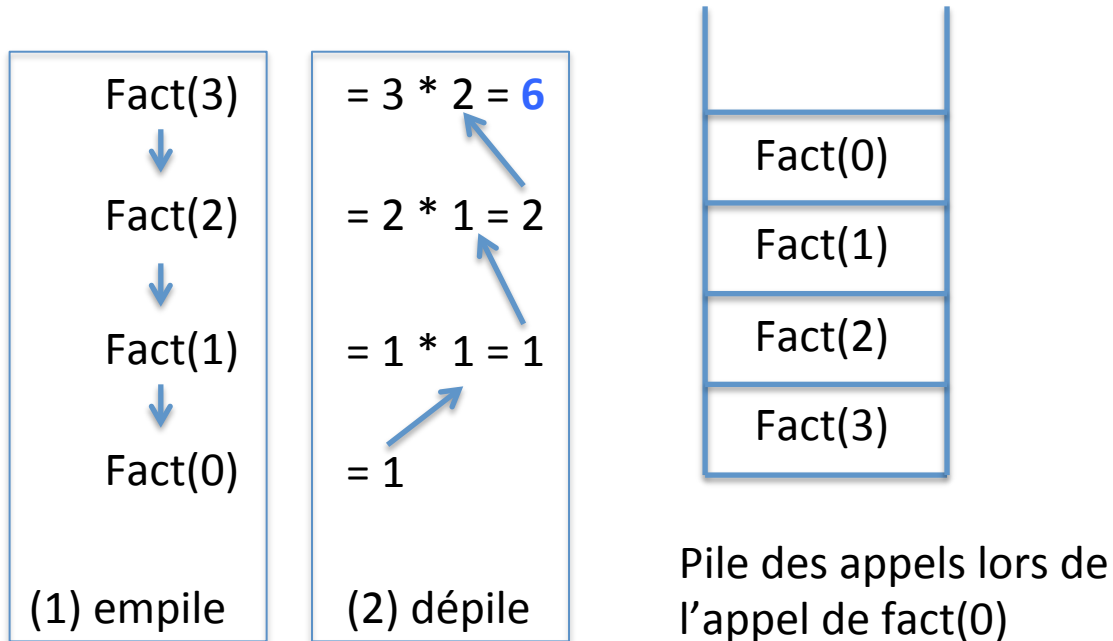 Fact(3) = 3 * 2 = 6
Fact(2) = 2 * 1 = 2
Fact(1) = 1 * 1 = 1
Fact(0) = 1
(1) empile
(2) dépile
Fact(0)
Fact(1)
Fact(2)
Fact(3)
Pile des appels lors de
l’appel de fact(0)